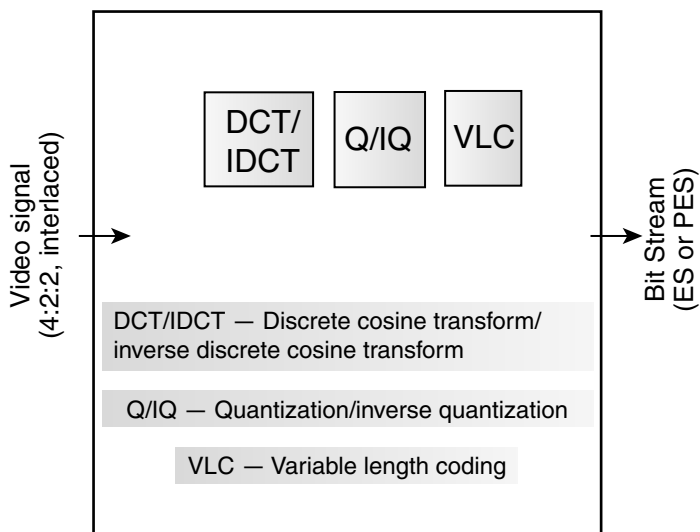 DCT/
IDCT
Q/IQ
VLC
Video signal
(4:2:2, interlaced)
Bit Stream
(ES or PES)
DCT/IDCT — Discrete cosine transform/
inverse discrete cosine transform
Q/IQ — Quantization/inverse quantization
VLC — Variable length coding